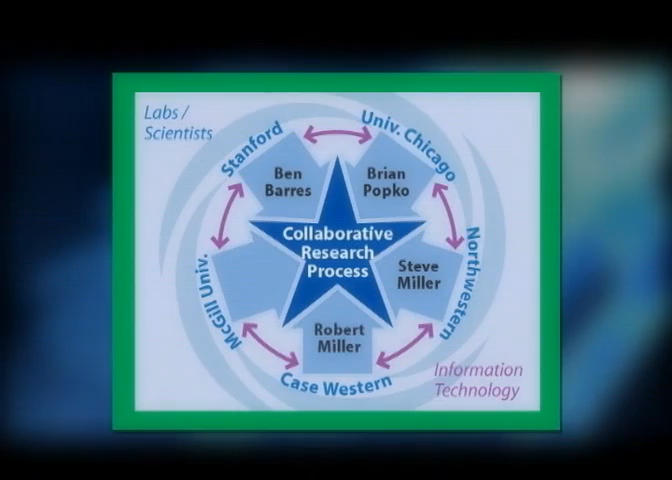 Labs /
Scientists
Stanford
Univ. Chicago
Ben
Barres
Brian
Popko
Collaborative
Research
Process
Steve
Miller
Northwestern
McGill Univ.
Robert
Miller
Case Western
Information
Technology